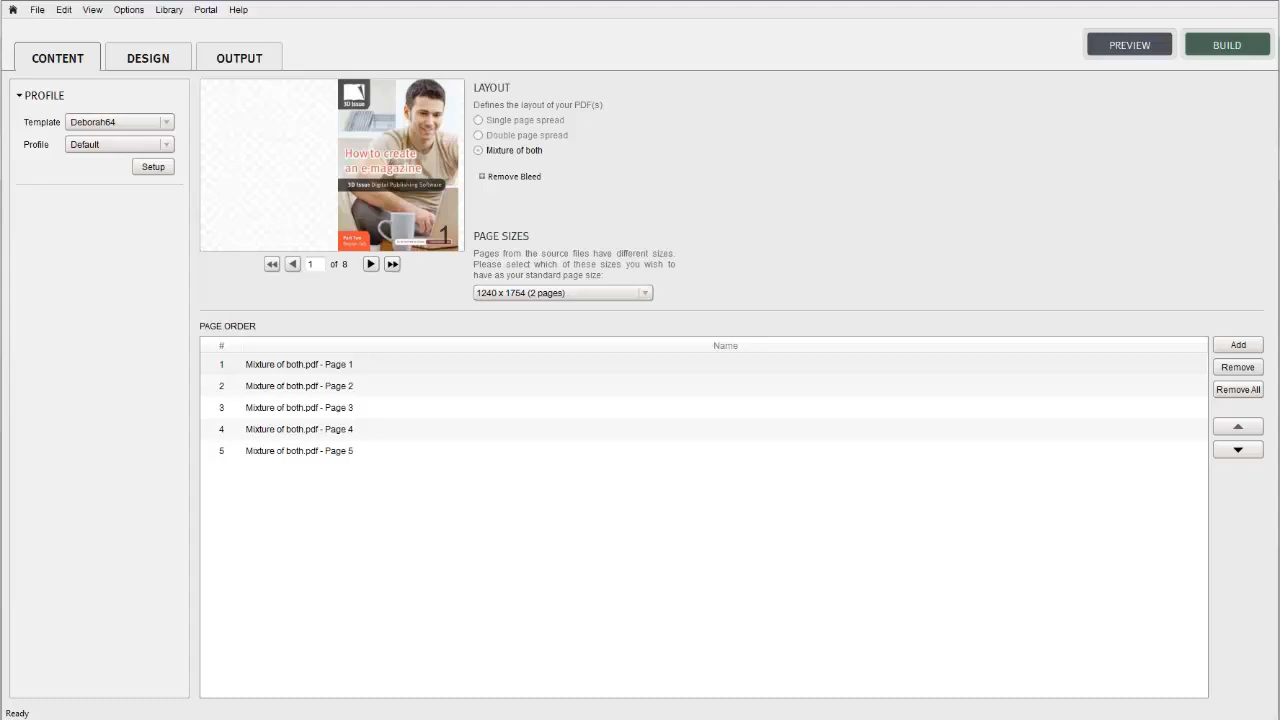 File Edit View Options Library Portal Help
CONTENT DESIGN OUTPUT PREVIEW BUILD
PROFILE
Template Deborah64
Profile Default
Setup
3D Issue
How to create
an e-magazine
3D Issue Digital Publishing Software
Part Two
1
1 of 8
LAYOUT
Defines the layout of your PDF(s)
Single page spread
Double page spread
Mixture of both
Remove Bleed
PAGE SIZES
Pages from the source files have different sizes.
Please select which of these sizes you wish to
have as your standard page size:
1240 x 1754 (2 pages)
PAGE ORDER
# Name
1 Mixture of both.pdf - Page 1
2 Mixture of both.pdf - Page 2
3 Mixture of both.pdf - Page 3
4 Mixture of both.pdf - Page 4
5 Mixture of both.pdf - Page 5
Add
Remove
Remove All
Ready